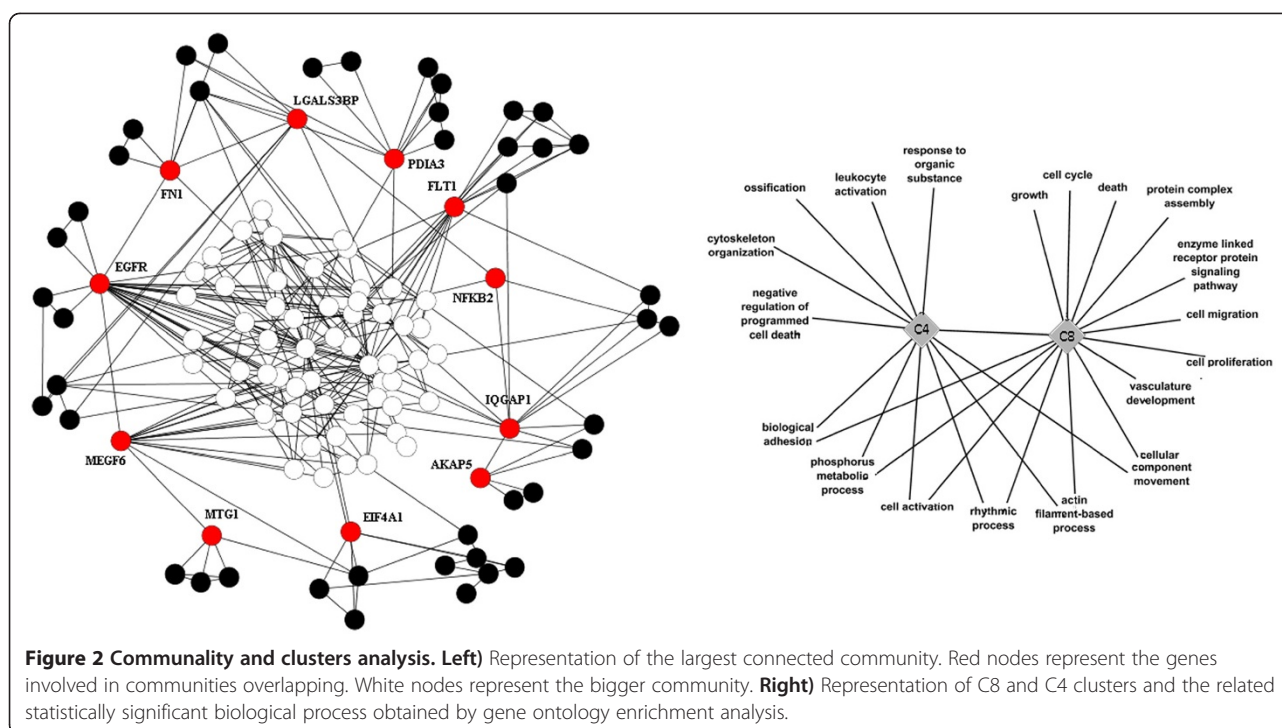 LGALS3BP
PDIA3
FN1
FLT1
EGFR
NFKB2
IQGAP1
MEGF6
AKAP5
MTG1
EIF4A1
response to
organic
substance
leukocyte
activation
ossification
cytoskeleton
organization
negative
regulation of
programmed
cell death
cell cycle
growth
death
protein complex
assembly
enzyme linked
receptor protein
signaling
pathway
cell migration
cell proliferation
vasculature
development
C4
C8
biological
adhesion
phosphorus
metabolic
process
cell activation
rhythmic
process
actin
filament-based
process
cellular
component
movement
Figure 2 Communality and clusters analysis. Left) Representation of the largest connected community. Red nodes represent the genes
involved in communities overlapping. White nodes represent the bigger community. Right) Representation of C8 and C4 clusters and the related
statistically significant biological process obtained by gene ontology enrichment analysis.